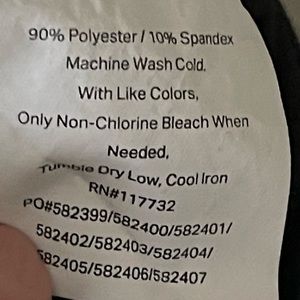 90% Polyester / 10% Spandex
Machine Wash Cold.
With Like Colors,
Only Non-Chlorine Bleach When
Needed,
Tumble Dry Low, Cool Iron
RN#117732
PO#582399/582400/582401/
582402/582403/582404/
582405/582406/582407